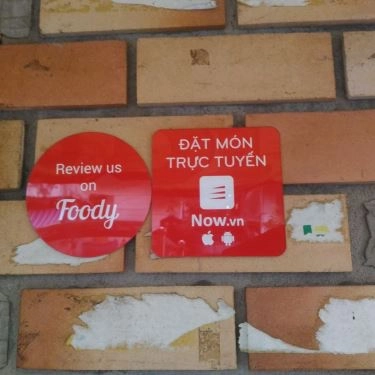 Review us
on
Foody
ĐẶT MÓN
TRỰC TUYẾN
Now.vn